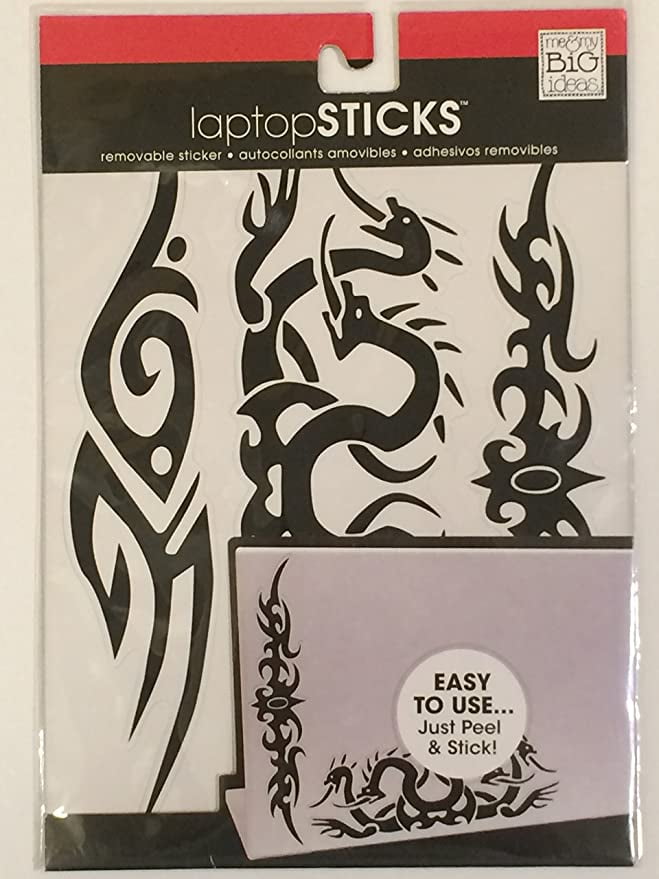 me&my
BiG
ideas
laptopSTICKS™
removable sticker • autocollants amovibles • adhesivos removibles
EASY
TO USE...
Just Peel
& Stick!